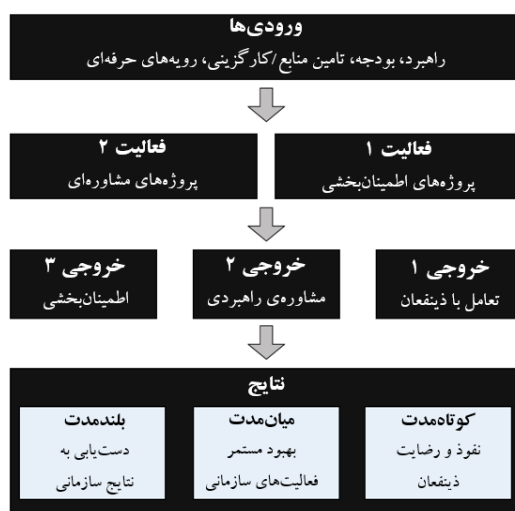 ورودی‌ها
راهبرد، بودجه، تامین منابع/کارگزینی، رویه‌های حرفه‌ای
فعالیت ۱
پروژه‌های اطمینان‌بخشی
فعالیت ۲
پروژه‌های مشاوره‌ای
خروجی ۱
تعامل با ذینفعان
خروجی ۲
مشاوره‌ی راهبردی
خروجی ۳
اطمینان‌بخشی
نتایج
کوتاه‌مدت
نفوذ و رضایت
ذینفعان
میان‌مدت
بهبود مستمر
فعالیت‌های سازمانی
بلندمدت
دست‌یابی به
نتایج سازمانی